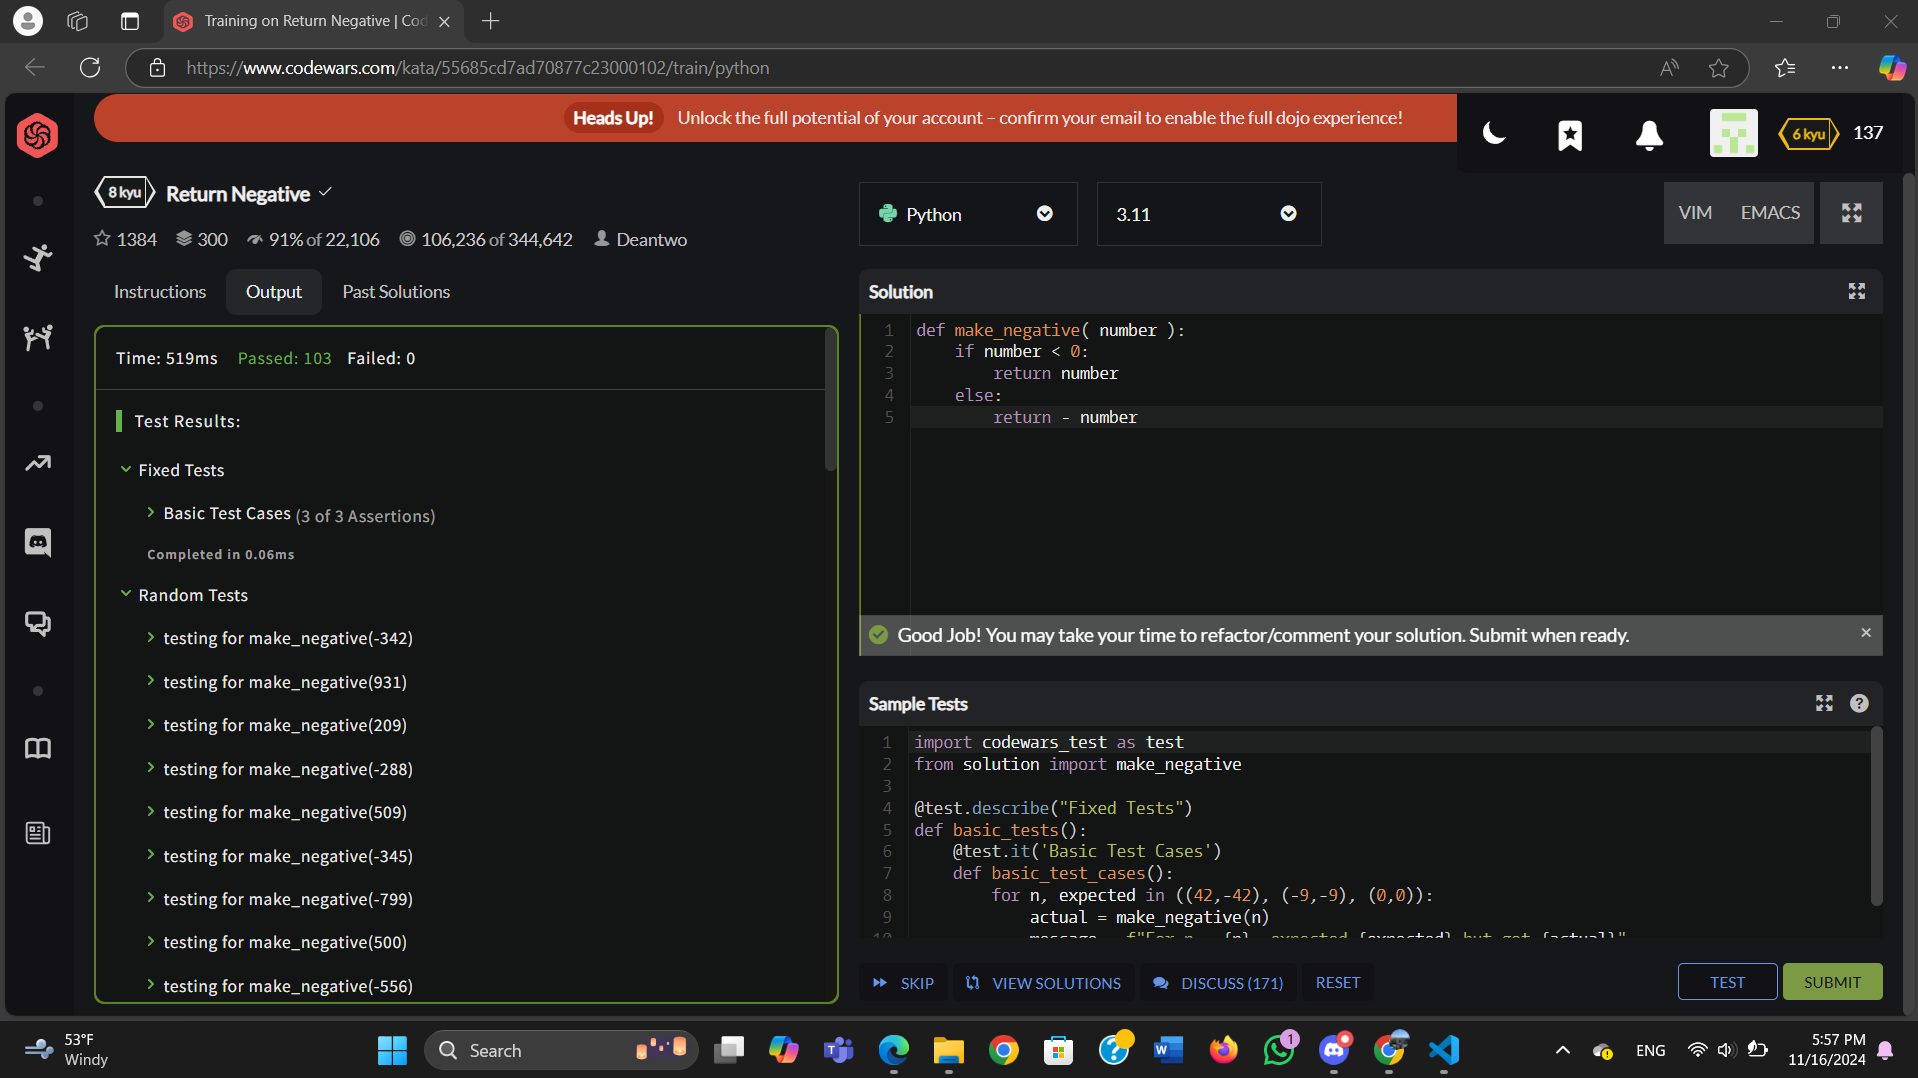 Training on Return Negative | Cod
https://www.codewars.com/kata/55685cd7ad70877c23000102/train/python
Heads Up! Unlock the full potential of your account – confirm your email to enable the full dojo experience!
6 kyu 137
8 kyu Return Negative
1384 300 91% of 22,106 106,236 of 344,642 Deantwo
Instructions Output Past Solutions
Time: 519ms Passed: 103 Failed: 0
Test Results:
Fixed Tests
Basic Test Cases (3 of 3 Assertions)
Completed in 0.06ms
Random Tests
testing for make_negative(-342)
testing for make_negative(931)
testing for make_negative(209)
testing for make_negative(-288)
testing for make_negative(509)
testing for make_negative(-345)
testing for make_negative(-799)
testing for make_negative(500)
testing for make_negative(-556)
Python 3.11 VIM EMACS
Solution
1 def make_negative( number ):
2 if number < 0:
3 return number
4 else:
5 return - number
Good Job! You may take your time to refactor/comment your solution. Submit when ready.
Sample Tests
1 import codewars_test as test
2 from solution import make_negative
3
4 @test.describe("Fixed Tests")
5 def basic_tests():
6 @test.it('Basic Test Cases')
7 def basic_test_cases():
8 for n, expected in ((42,-42), (-9,-9), (0,0)):
9 actual = make_negative(n)
10 message = f"For n = {n}, expected {expected} but got {actual}"
SKIP VIEW SOLUTIONS DISCUSS (171) RESET TEST SUBMIT
53°F
Windy
Search
1
ENG
5:57 PM
11/16/2024